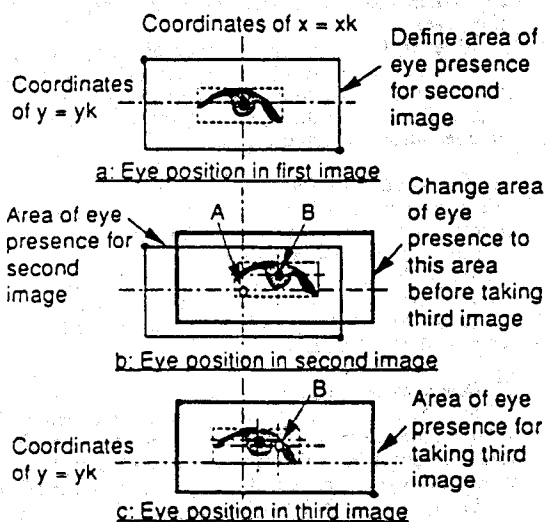 Coordinates of x = xk
Define area of
eye presence
for second
image
Coordinates
of y = yk
a: Eye position in first image
Area of eye
presence for
second
image
A
B
Change area
of eye
presence to
this area
before taking
third image
b: Eye position in second image
B
Coordinates
of y = yk
Area of eye
presence for
taking third
image
c: Eye position in third image